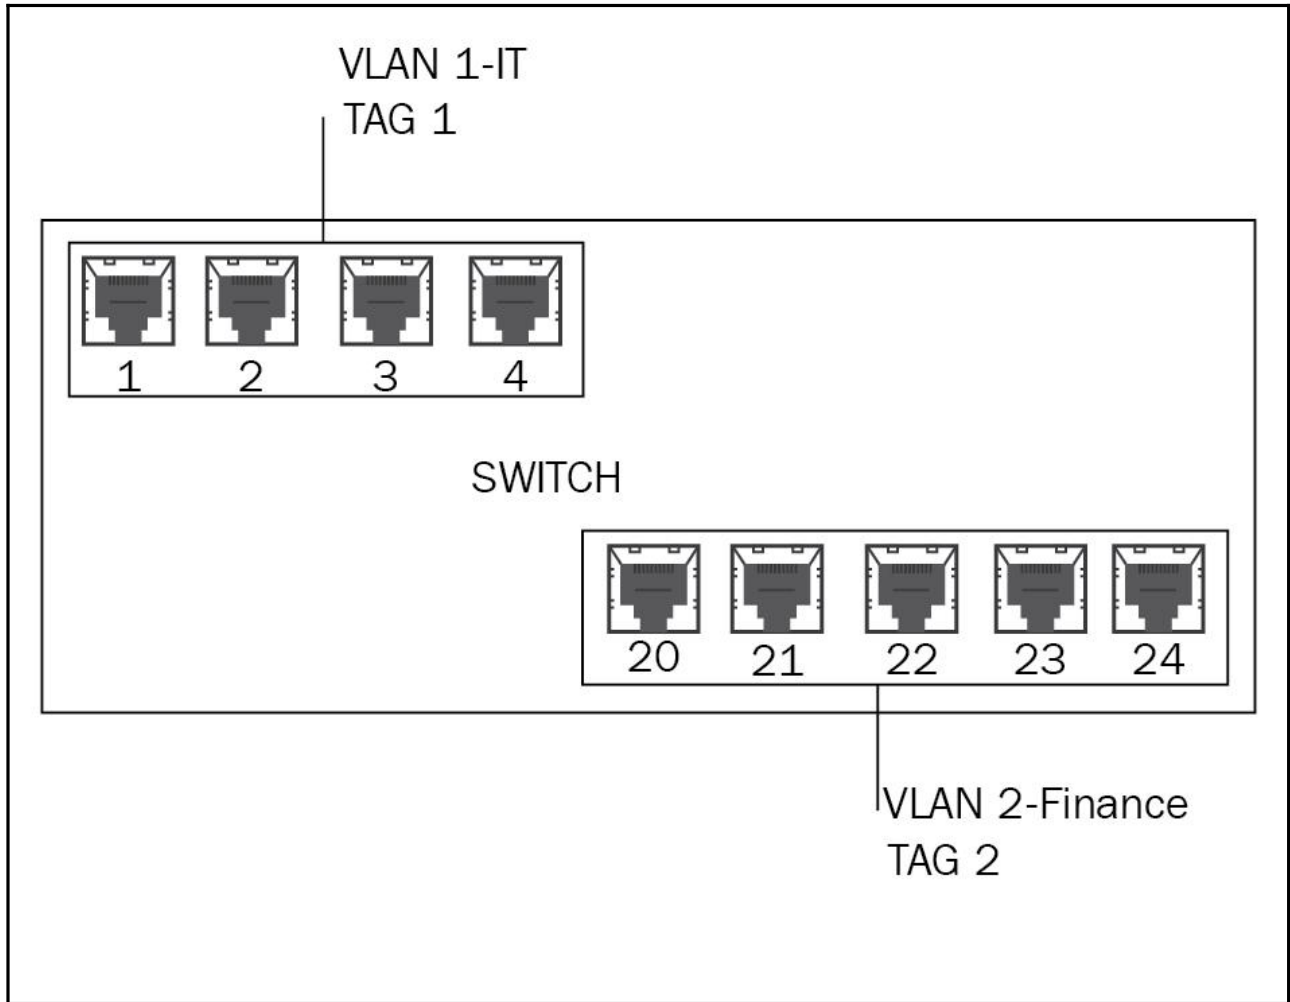 VLAN 1-IT
TAG 1
1 2 3 4
SWITCH
20 21 22 23 24
VLAN 2-Finance
TAG 2